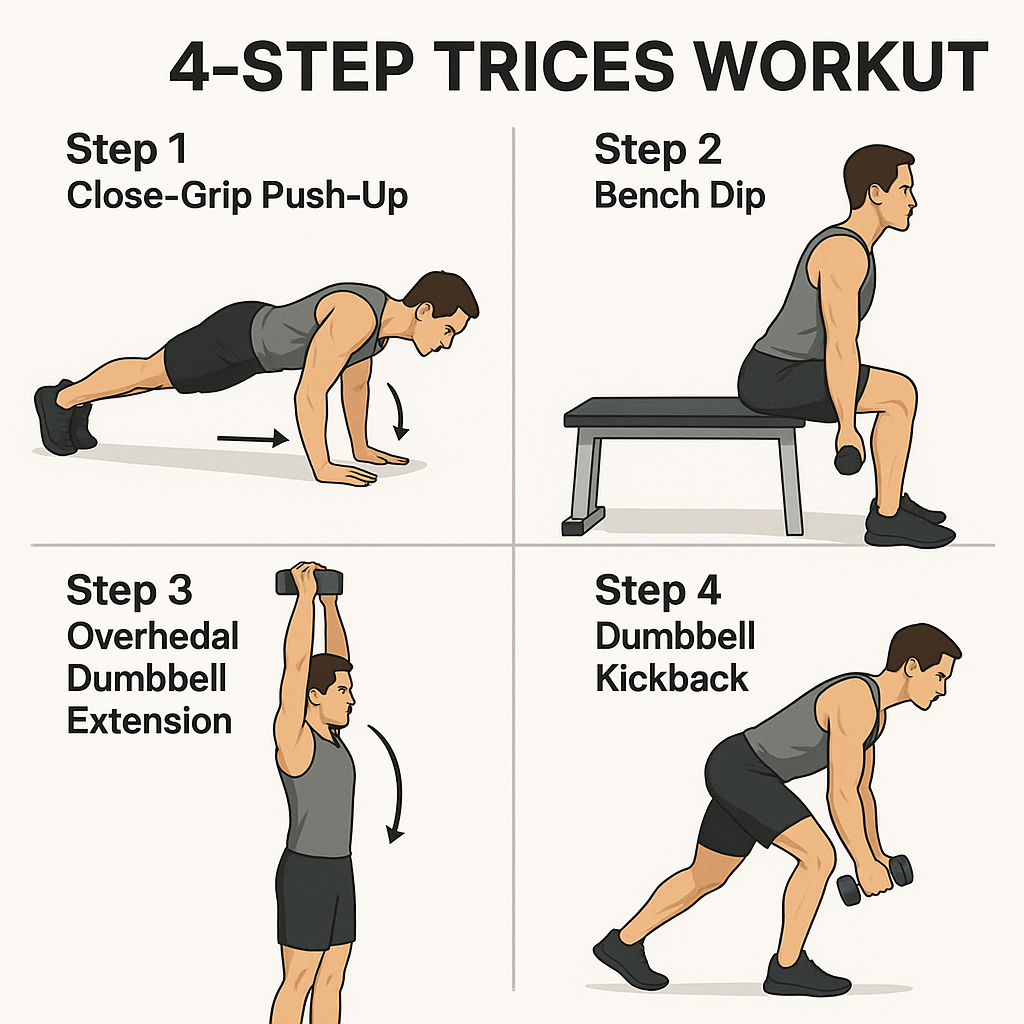 4-STEP TRICES WORKUT
Step 1
Close-Grip Push-Up
Step 2
Bench Dip
Step 3
Overhedal
Dumbbell
Extension
Step 4
Dumbbell
Kickback